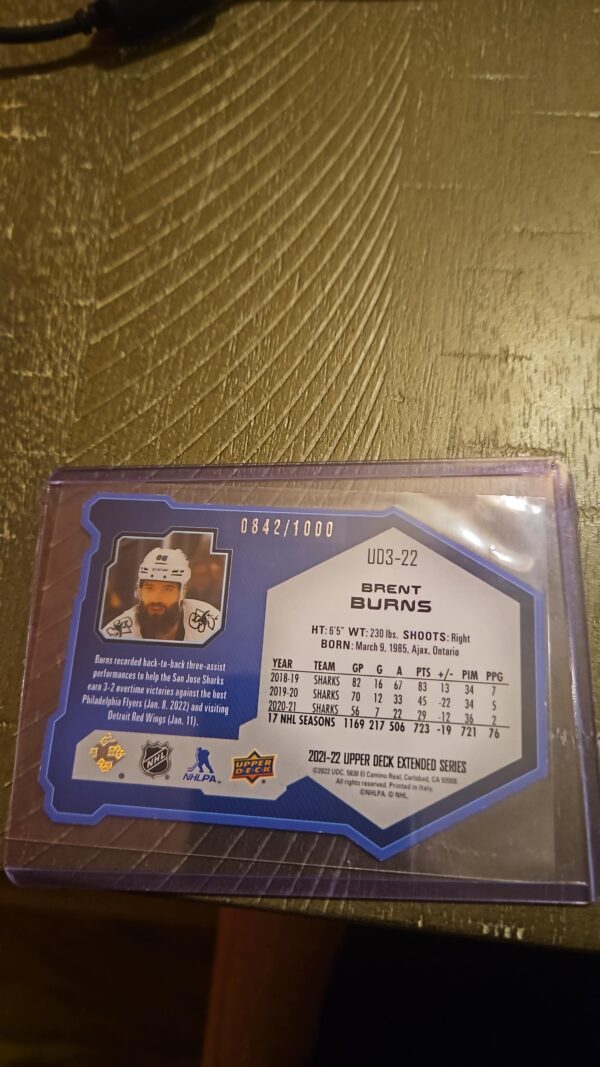 0842/1000
UD3-22
BRENT
BURNS
HT: 6'5" WT: 230 lbs. SHOOTS: Right
BORN: March 9, 1985, Ajax, Ontario
YEAR TEAM GP G A PTS +/- PIM PPG
2018-19 SHARKS 82 16 67 83 13 34 7
2019-20 SHARKS 70 12 33 45 -22 34 5
2020-21 SHARKS 56 7 22 29 -12 36 2
17 NHL SEASONS 1169 217 506 723 -19 721 76
88
CCM
Burns recorded back-to-back three-assist
performances to help the San Jose Sharks
earn 3-2 overtime victories against the host
Philadelphia Flyers (Jan. 8, 2022) and visiting
Detroit Red Wings (Jan. 11).
NHL
NHLPA
UPPER
DECK
2021-22 UPPER DECK EXTENDED SERIES
©2022 UDC. 5830 El Camino Real, Carlsbad, CA 92008.
All rights reserved. Printed in Italy.
©NHLPA. © NHL.